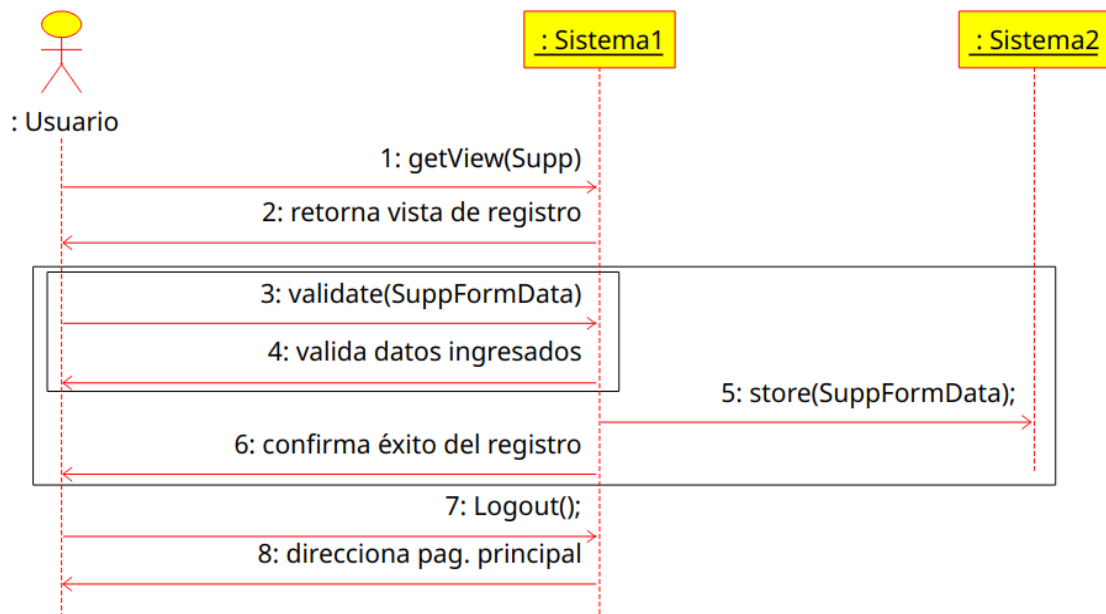 : Sistema1
: Sistema2
: Usuario
1: getView(Supp)
2: retorna vista de registro
3: validate(SuppFormData)
4: valida datos ingresados
5: store(SuppFormData);
6: confirma éxito del registro
7: Logout();
8: direcciona pag. principal